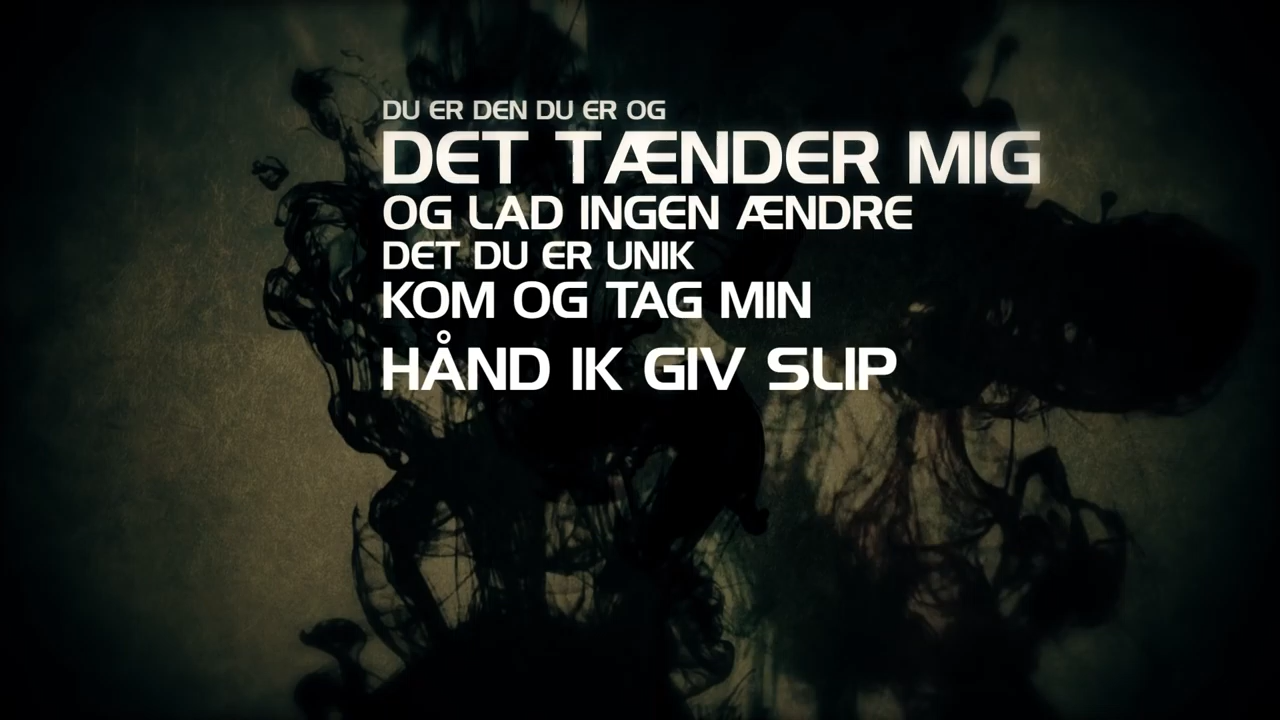 DU ER DEN DU ER OG
DET TÆNDER MIG
OG LAD INGEN ÆNDRE
DET DU ER UNIK
KOM OG TAG MIN
HÅND IK GIV SLIP